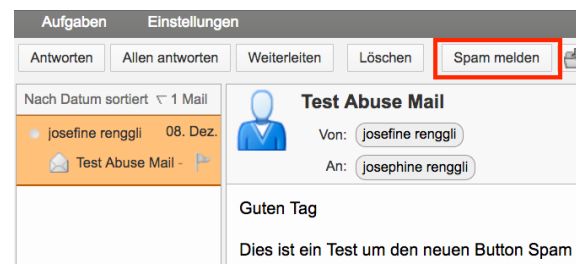 Aufgaben Einstellungen
Antworten Allen antworten Weiterleiten Löschen Spam melden
Nach Datum sortiert 1 Mail
josefine renggli 08. Dez.
Test Abuse Mail -
Test Abuse Mail
Von: josefine renggli
An: josephine renggli
Guten Tag
Dies ist ein Test um den neuen Button Spam